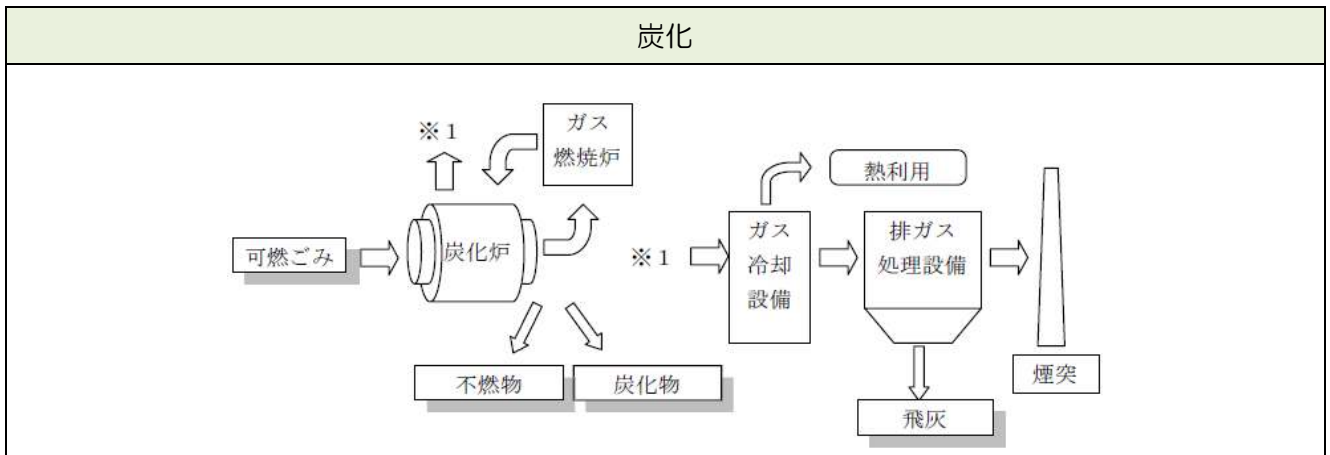 炭化
※1
ガス
燃焼炉
可燃ごみ
炭化炉
不燃物
炭化物
※1
ガス
冷却
設備
熱利用
排ガス
処理設備
飛灰
煙突